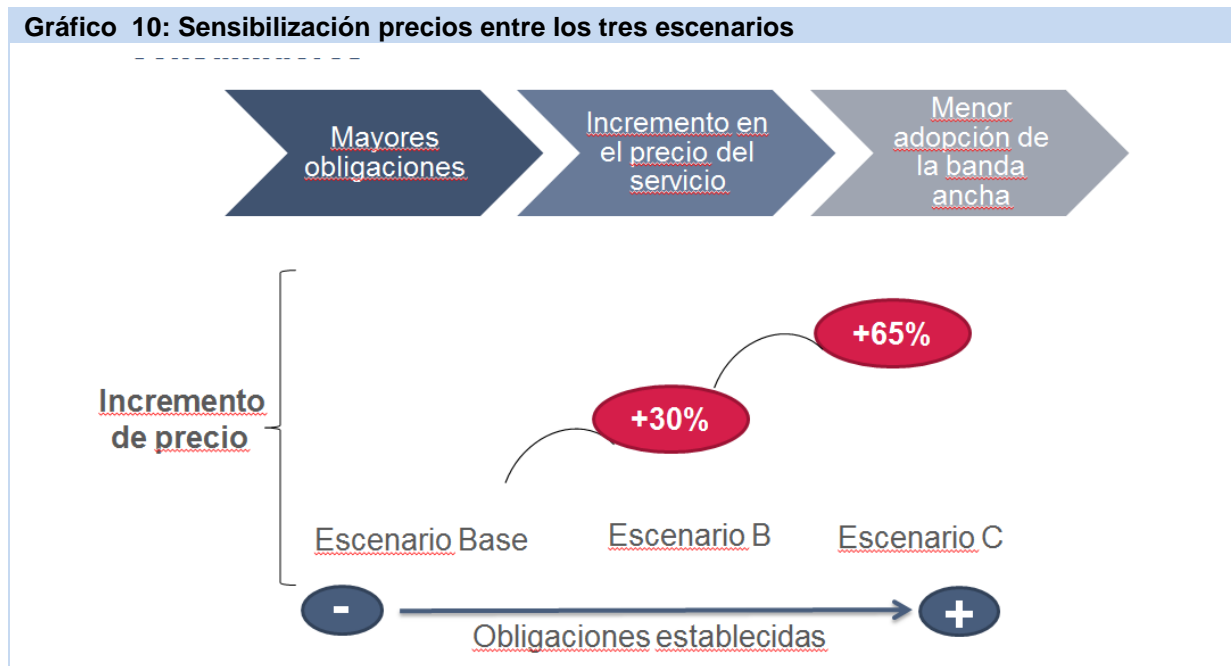 Gráfico  10: Sensibilización precios entre los tres escenarios
Mayores
obligaciones
Incremento en
el precio del
servicio
Menor
adopción de
la banda
ancha
+65%
+30%
Incremento
de precio
Escenario Base
Escenario B
Escenario C
-
+
Obligaciones establecidas